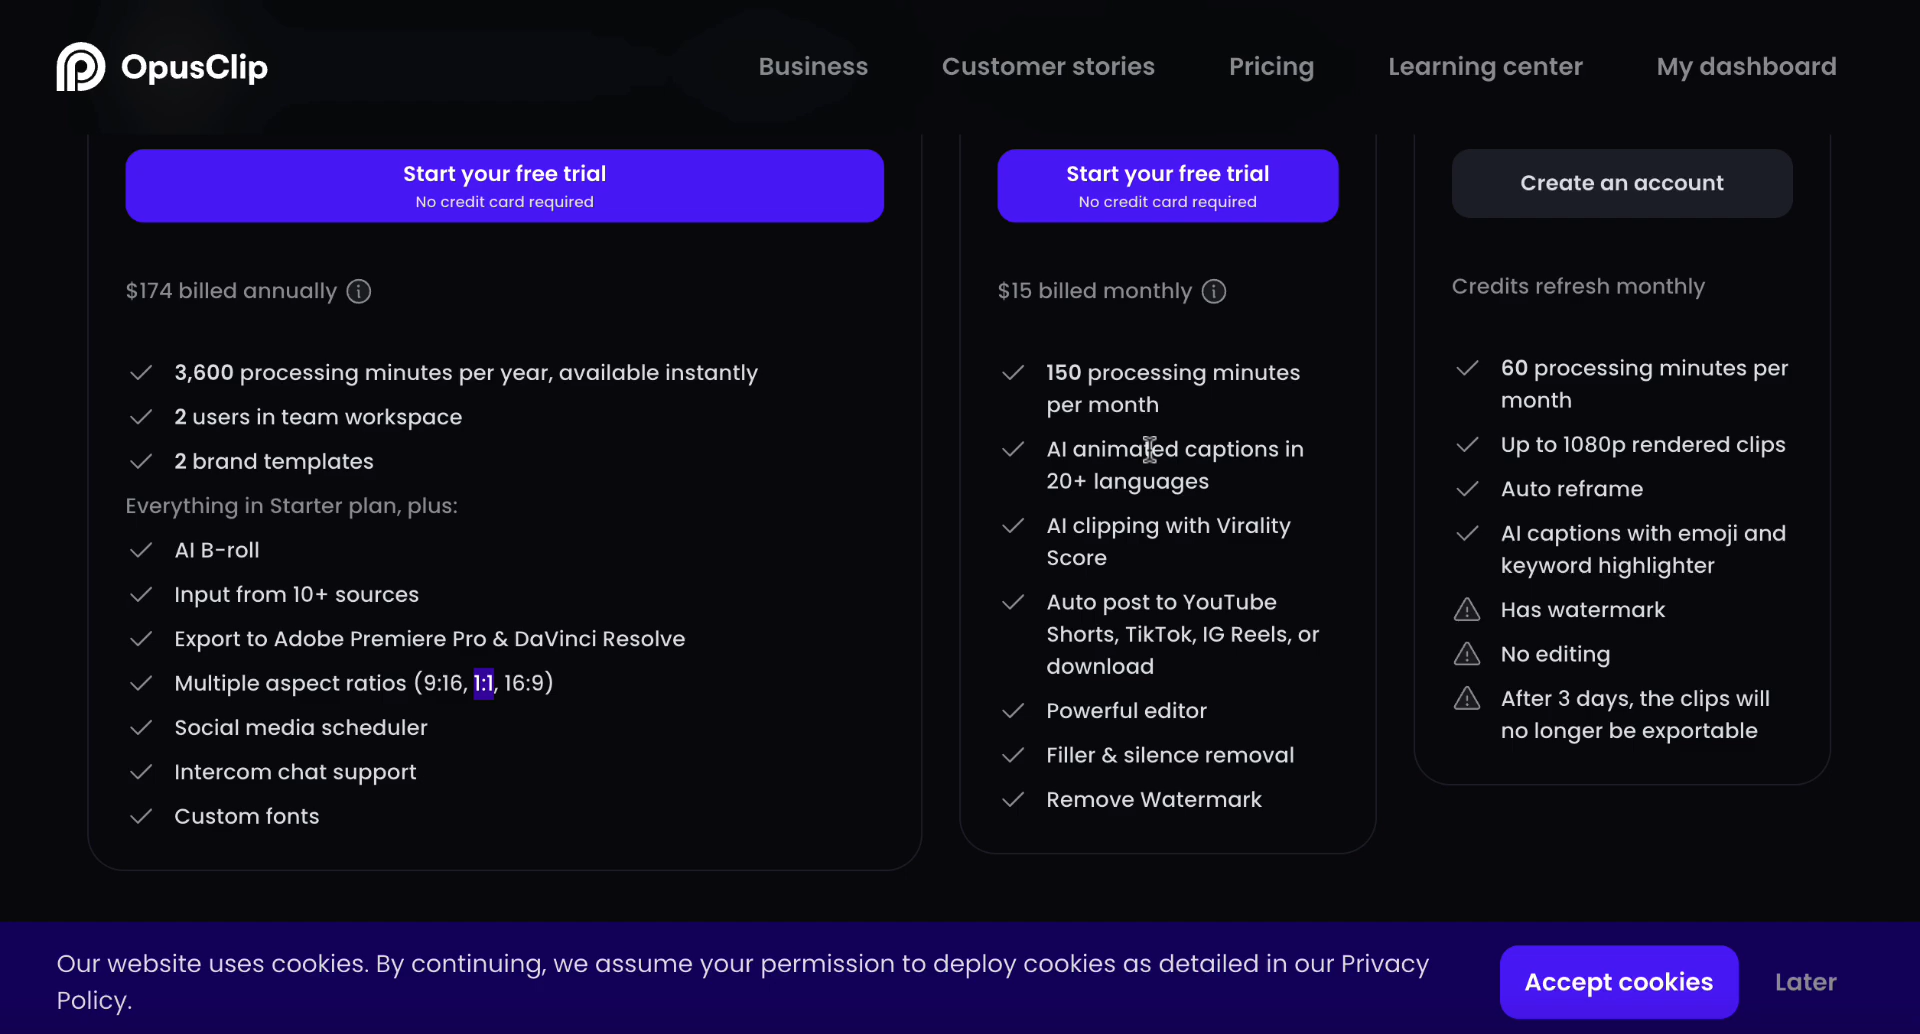 OpusClip
Business
Customer stories
Pricing
Learning center
My dashboard
Start your free trial
No credit card required
$174 billed annually
3,600 processing minutes per year, available instantly
2 users in team workspace
2 brand templates
Everything in Starter plan, plus:
AI B-roll
Input from 10+ sources
Export to Adobe Premiere Pro & DaVinci Resolve
Multiple aspect ratios (9:16, 1:1, 16:9)
Social media scheduler
Intercom chat support
Custom fonts
Start your free trial
No credit card required
$15 billed monthly
150 processing minutes
per month
AI animated captions in
20+ languages
AI clipping with Virality
Score
Auto post to YouTube
Shorts, TikTok, IG Reels, or
download
Powerful editor
Filler & silence removal
Remove Watermark
Create an account
Credits refresh monthly
60 processing minutes per
month
Up to 1080p rendered clips
Auto reframe
AI captions with emoji and
keyword highlighter
Has watermark
No editing
After 3 days, the clips will
no longer be exportable
Our website uses cookies. By continuing, we assume your permission to deploy cookies as detailed in our Privacy
Policy.
Accept cookies
Later